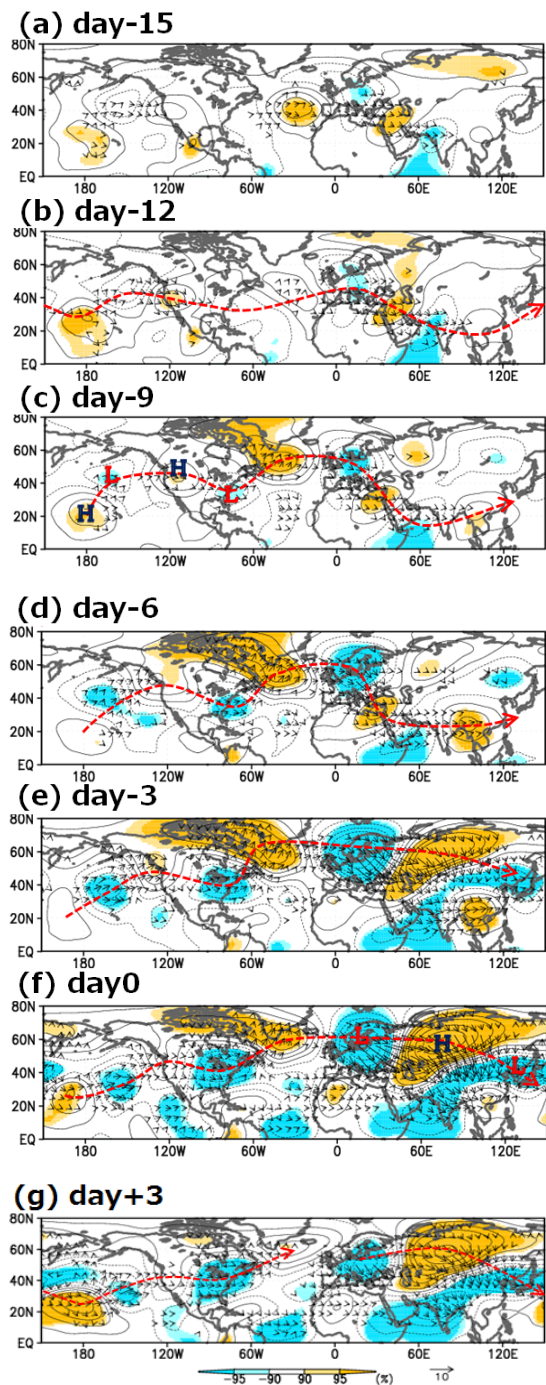 (a) day-15
80N
60N
40N
20N
EQ
180 120W 60W 0 60E 120E
(b) day-12
80N
60N
40N
20N
EQ
180 120W 60W 0 60E 120E
(c) day-9
80N
60N
40N
20N
EQ
H L H L
180 120W 60W 0 60E 120E
(d) day-6
80N
60N
40N
20N
EQ
180 120W 60W 0 60E 120E
(e) day-3
80N
60N
40N
20N
EQ
180 120W 60W 0 60E 120E
(f) day0
80N
60N
40N
20N
EQ
L H L
180 120W 60W 0 60E 120E
(g) day+3
80N
60N
40N
20N
EQ
180 120W 60W 0 60E 120E
-95 -90 90 95 (%) 10